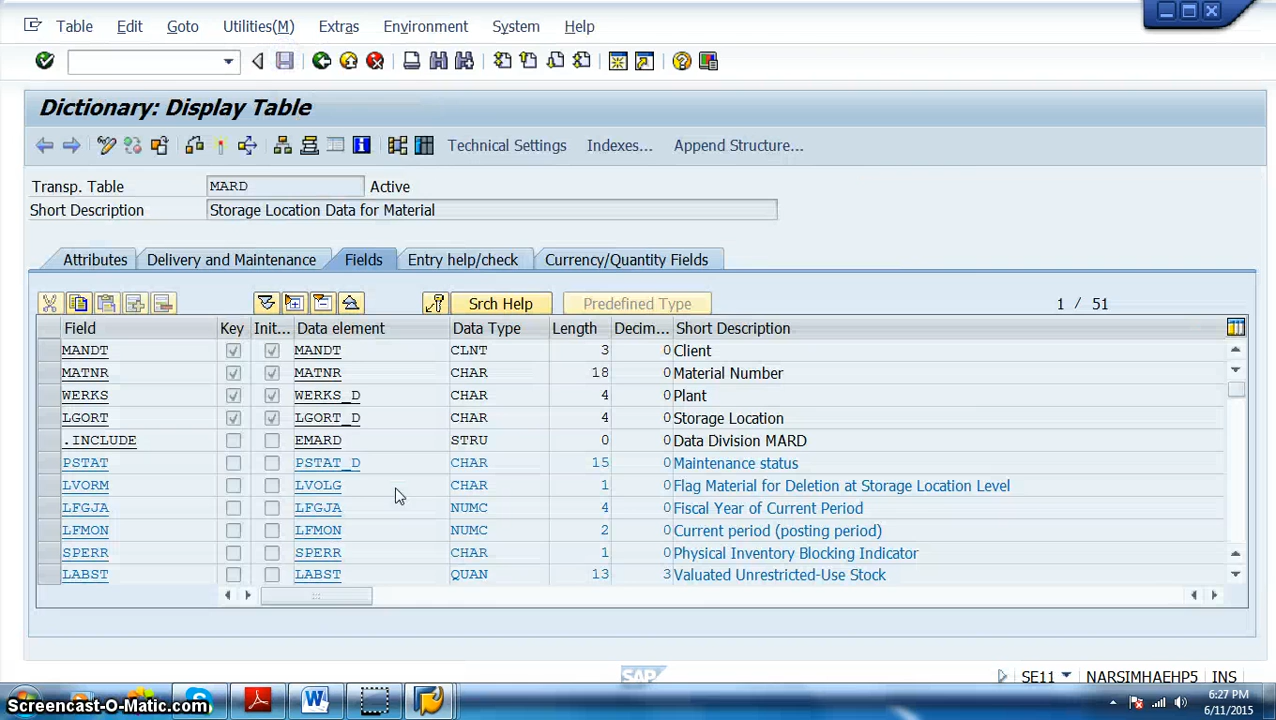 Table Edit Goto Utilities(M) Extras Environment System Help
Dictionary: Display Table
Technical Settings Indexes... Append Structure...
Transp. Table MARD Active
Short Description Storage Location Data for Material
Attributes Delivery and Maintenance Fields Entry help/check Currency/Quantity Fields
Srch Help Predefined Type 1 / 51
Field Key Init... Data element Data Type Length Decim... Short Description
MANDT MANDT CLNT 3 0 Client
MATNR MATNR CHAR 18 0 Material Number
WERKS WERKS_D CHAR 4 0 Plant
LGORT LGORT_D CHAR 4 0 Storage Location
.INCLUDE EMARD STRU 0 0 Data Division MARD
PSTAT PSTAT_D CHAR 15 0 Maintenance status
LVORM LVOLG CHAR 1 0 Flag Material for Deletion at Storage Location Level
LFGJA LFGJA NUMC 4 0 Fiscal Year of Current Period
LFMON LFMON NUMC 2 0 Current period (posting period)
SPERR SPERR CHAR 1 0 Physical Inventory Blocking Indicator
LABST LABST QUAN 13 3 Valuated Unrestricted-Use Stock
SAP
SE11 NARSIMHAEHP5 INS
Screencast-O-Matic.com
6:27 PM
6/11/2015